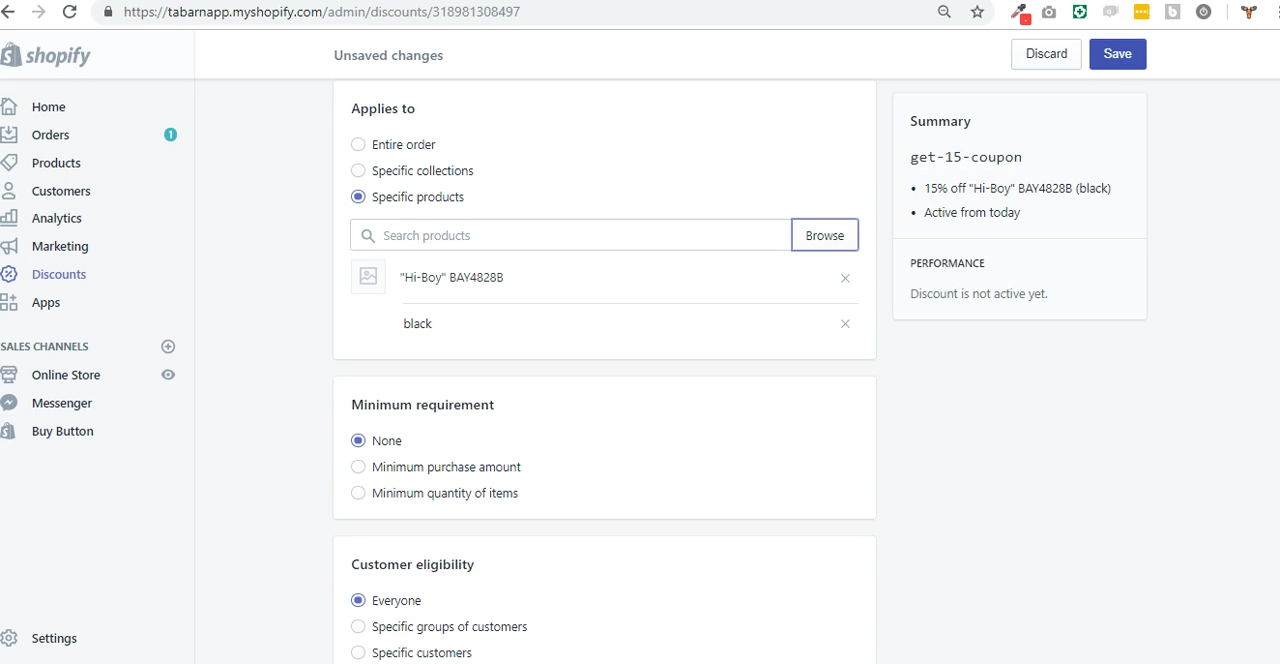 https://tabarnapp.myshopify.com/admin/discounts/318981308497
shopify
Unsaved changes
Discard
Save
Home
Orders
1
Products
Customers
Analytics
Marketing
Discounts
Apps
SALES CHANNELS
Online Store
Messenger
Buy Button
Settings
Applies to
Entire order
Specific collections
Specific products
Search products
Browse
"Hi-Boy" BAY4828B
black
Minimum requirement
None
Minimum purchase amount
Minimum quantity of items
Customer eligibility
Everyone
Specific groups of customers
Specific customers
Summary
get-15-coupon
• 15% off "Hi-Boy" BAY4828B (black)
• Active from today
PERFORMANCE
Discount is not active yet.